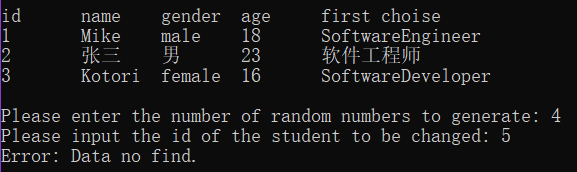 id name gender age first choise
1 Mike male 18 SoftwareEngineer
2 张三 男 23 软件工程师
3 Kotori female 16 SoftwareDeveloper
Please enter the number of random numbers to generate: 4
Please input the id of the student to be changed: 5
Error: Data no find.